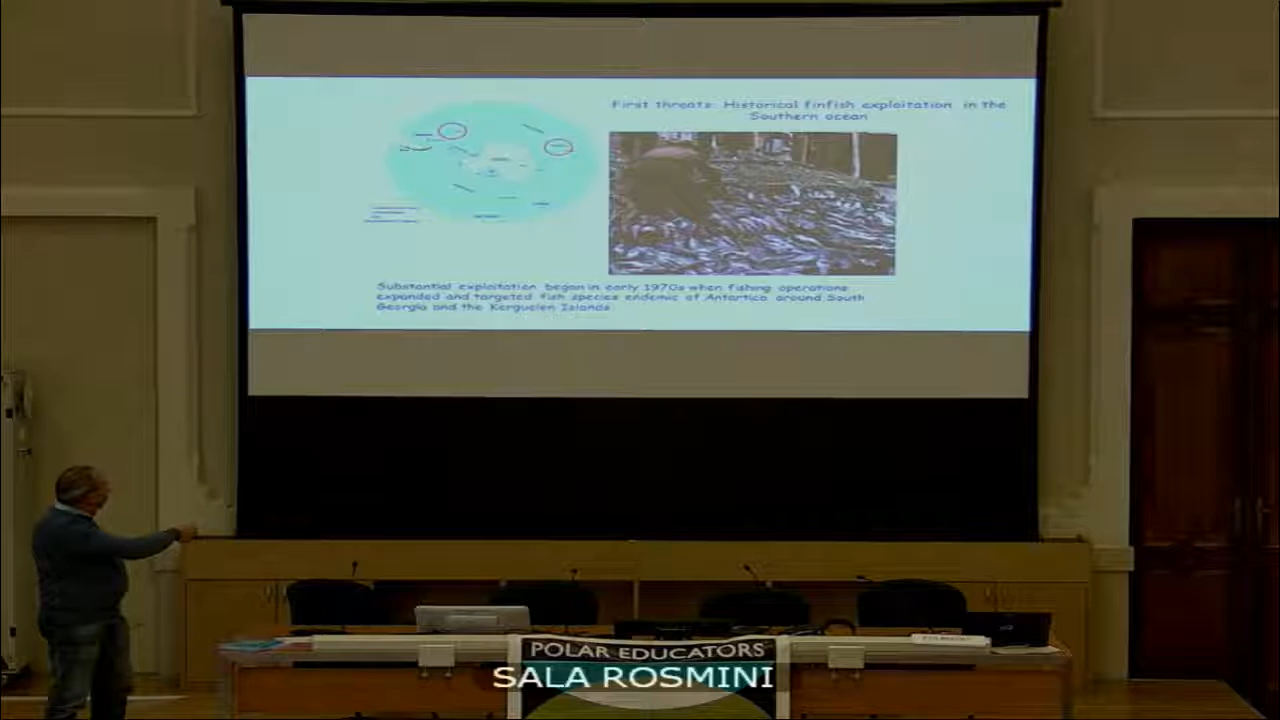 First threats: Historical finfish exploitation in the
Southern ocean
Substantial exploitation began in early 1970s when fishing operations
expanded and targeted fish species endemic of Antartica around South
Georgia and the Kerguelen Islands
POLAR EDUCATORS
SALA ROSMINI